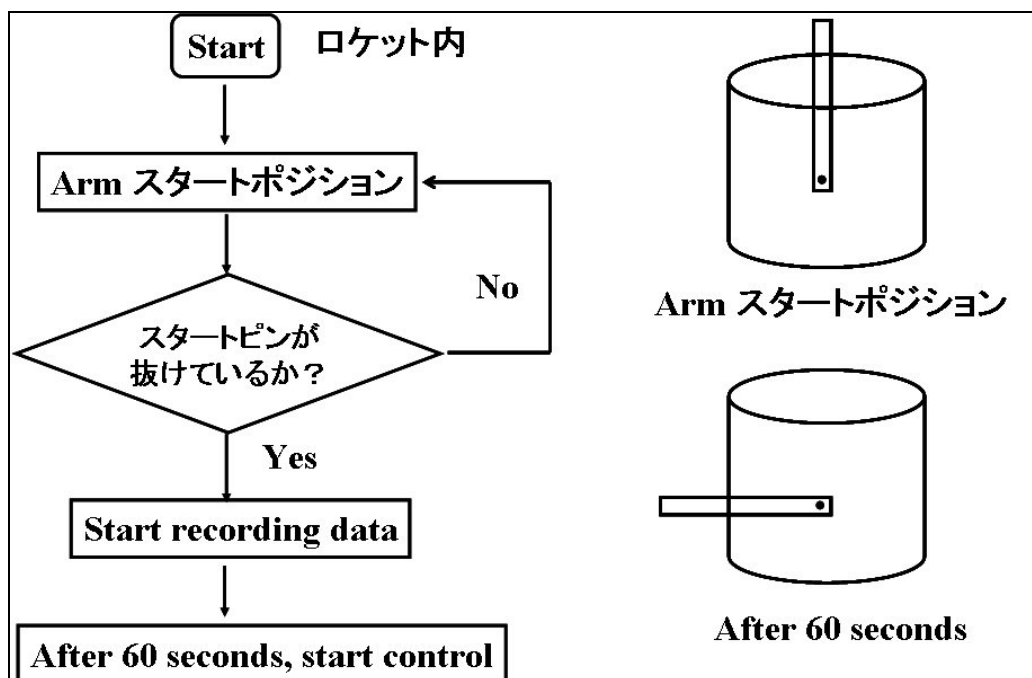 Start
ロケット内
Arm スタートポジション
スタートピンが
抜けているか？
No
Yes
Start recording data
After 60 seconds, start control
Arm スタートポジション
After 60 seconds